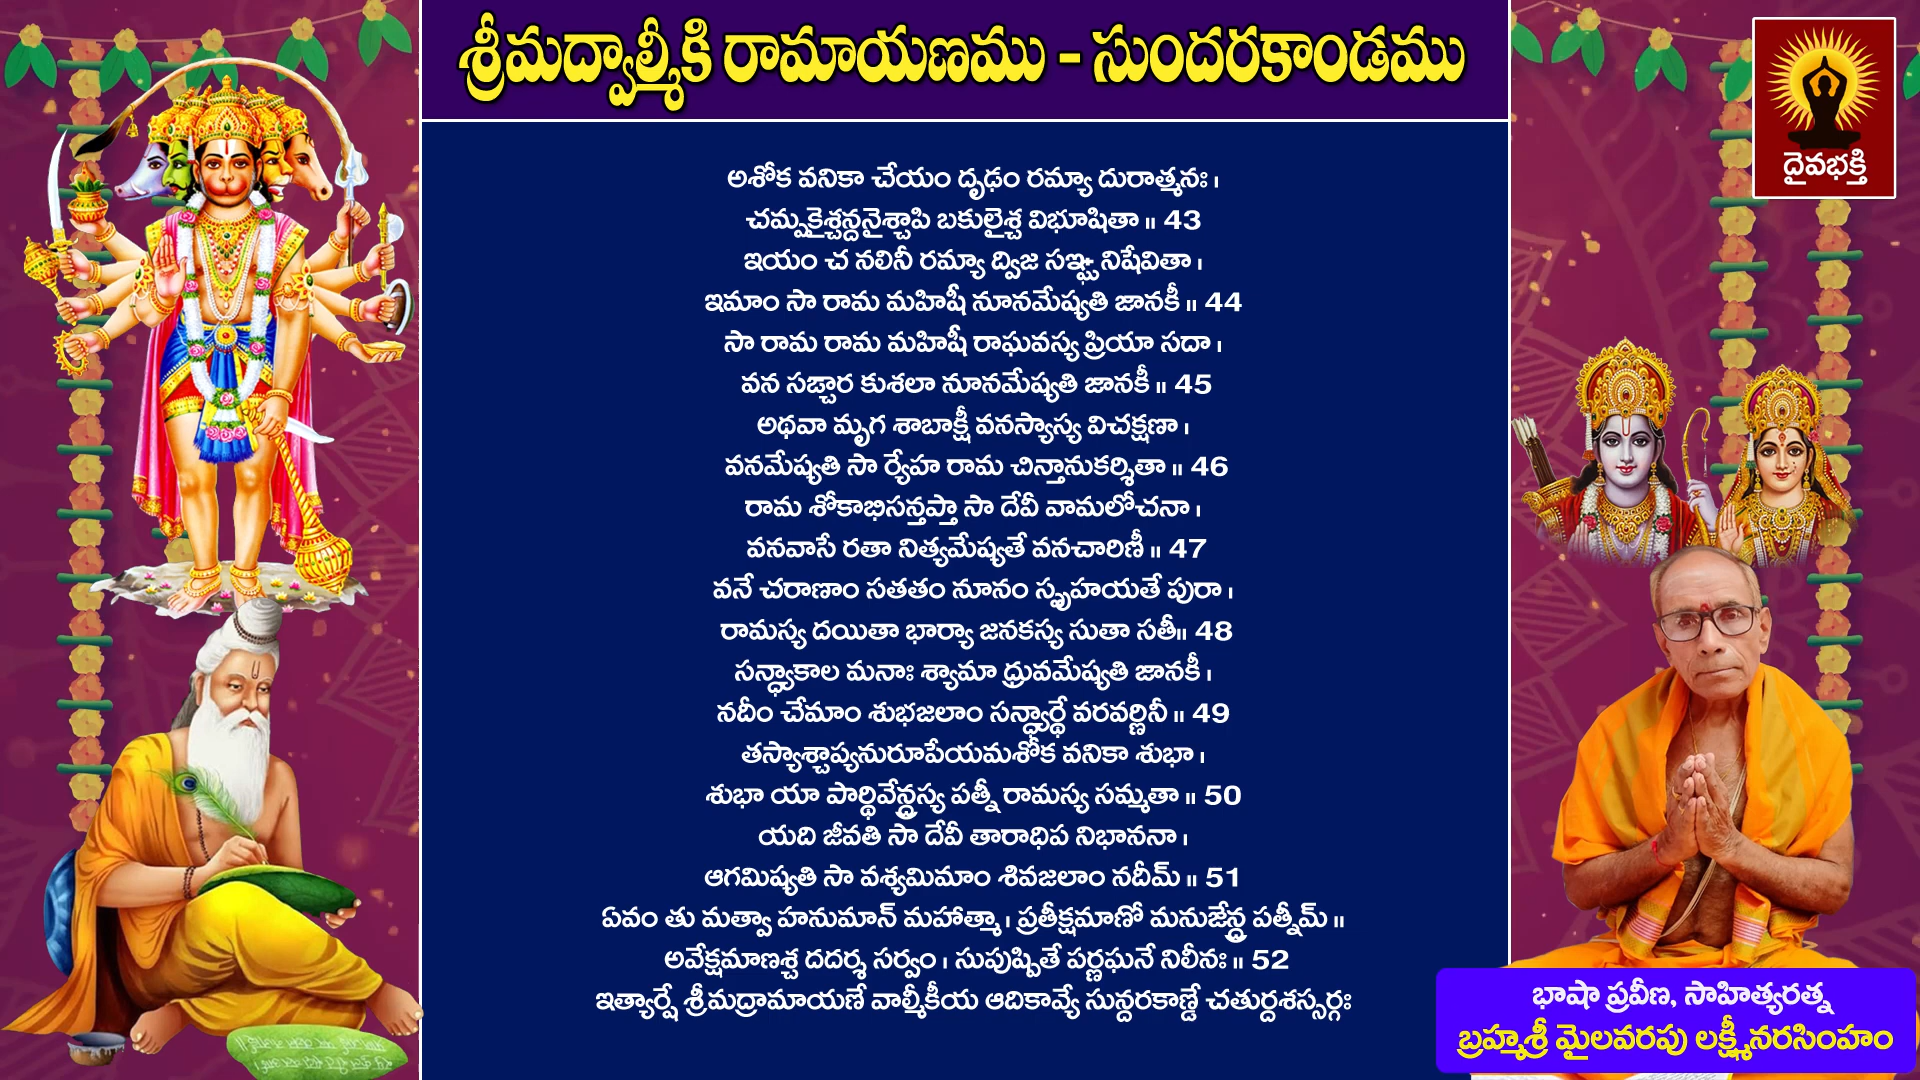 శ్రీమద్వాల్మీకి రామాయణము - సుందరకాండము
దైవభక్తి
అశోక వనికా చేయం దృఢం రమ్యా దురాత్మనః ।
చమ్పకైశ్చన్దనైశ్చాపి బకులైశ్చ విభూషితా ॥ 43
ఇయం చ నలినీ రమ్యా ద్విజ సఙ్ఘ నిషేవితా ।
ఇమాం సా రామ మహిషీ నూనమేష్యతి జానకీ ॥ 44
సా రామ రామ మహిషీ రాఘవస్య ప్రియా సదా ।
వన సఞ్చార కుశలా నూనమేష్యతి జానకీ ॥ 45
అథవా మృగ శాబాక్షీ వనస్యాస్య విచక్షణా ।
వనమేష్యతి సా ర్యేహ రామ చిన్తానుకర్శితా ॥ 46
రామ శోకాభిసన్తప్తా సా దేవీ వామలోచనా ।
వనవాసే రతా నిత్యమేష్యతే వనచారిణీ ॥ 47
వనే చరాణాం సతతం నూనం స్పృహయతే పురా ।
రామస్య దయితా భార్యా జనకస్య సుతా సతీ॥ 48
సన్ధ్యాకాల మనాః శ్యామా ధ్రువమేష్యతి జానకీ ।
నదీం చేమాం శుభజలాం సన్ధ్యార్థే వరవర్ణినీ ॥ 49
తస్యాశ్చాప్యనురూపేయమశోక వనికా శుభా ।
శుభా యా పార్థివేన్ద్రస్య పత్నీ రామస్య సమ్మతా ॥ 50
యది జీవతి సా దేవీ తారాధిప నిభాననా ।
ఆగమిష్యతి సా వశ్యమిమాం శివజలాం నదీమ్ ॥ 51
ఏవం తు మత్వా హనుమాన్ మహాత్మా । ప్రతీక్షమాణో మనుజేన్ద్ర పత్నీమ్ ॥
అవేక్షమాణశ్చ దదర్శ సర్వం । సుపుష్పితే పర్ణఘనే నిలీనః ॥ 52
ఇత్యార్షే శ్రీమద్రామాయణే వాల్మీకీయ ఆదికావ్యే సున్దరకాణ్డే చతుర్దశస్సర్గః
భాషా ప్రవీణ, సాహిత్యరత్న
బ్రహ్మశ్రీ మైలవరపు లక్ష్మీనరసింహం